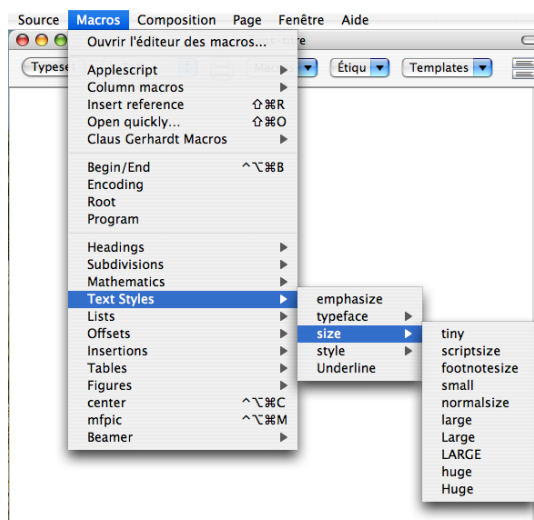 Source Macros Composition Page Fenêtre Aide
Ouvrir l'éditeur des macros...
Typese
Étiqu
Templates
Applescript
Column macros
Insert reference ⇧⌘R
Open quickly... ⇧⌘O
Claus Gerhardt Macros
Begin/End ^⌥⌘B
Encoding
Root
Program
Headings
Subdivisions
Mathematics
Text Styles
Lists
Offsets
Insertions
Tables
Figures
center ^⌥⌘C
mfpic ^⌥⌘M
Beamer
emphasize
typeface
size
style
Underline
tiny
scriptsize
footnotesize
small
normalsize
large
Large
LARGE
huge
Huge